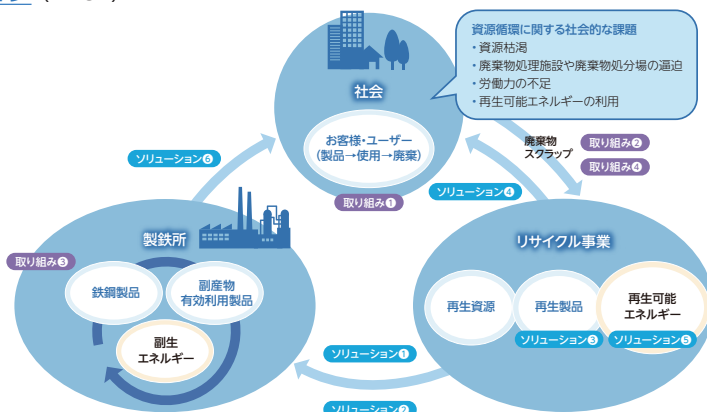 資源循環に関する社会的な課題
・資源枯渇
・廃棄物処理施設や廃棄物処分場の逼迫
・労働力の不足
・再生可能エネルギーの利用
社会
お客様・ユーザー
(製品→使用→廃棄)
取り組み❶
廃棄物
スクラップ
取り組み❷
取り組み❹
ソリューション❻
ソリューション❹
製鉄所
取り組み❸
鉄鋼製品
副産物
有効利用製品
副生
エネルギー
リサイクル事業
再生資源
再生製品
再生可能
エネルギー
ソリューション❸
ソリューション❺
ソリューション❶
ソリューション❷